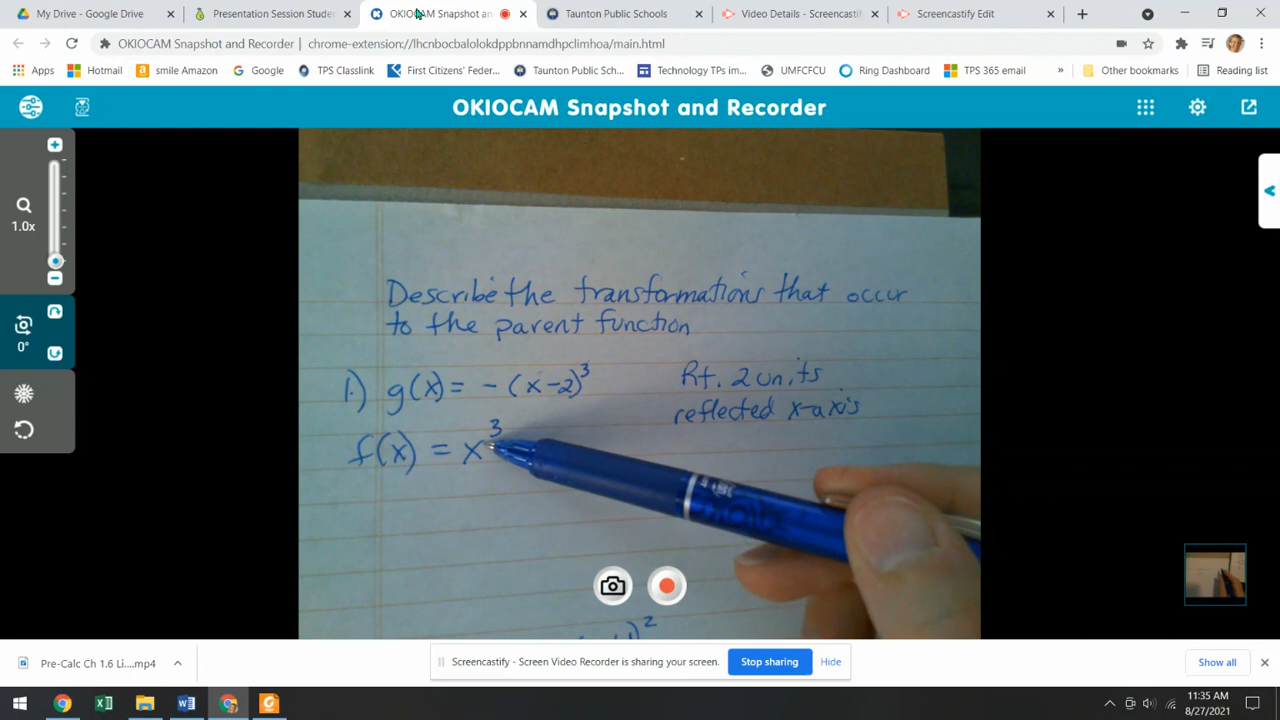 My Drive - Google Drive
Presentation Session Stude
OKIOCAM Snapshot an
Taunton Public Schools
Video Details - Screencastif
Screencastify Edit
OKIOCAM Snapshot and Recorder
chrome-extension://lhcnbocbalolokdppbnnamdhpclimhoa/main.html
Apps
Hotmail
smile Amazon
Google
TPS Classlink
First Citizens' Feder...
Taunton Public Sch...
Technology TPs im...
UMFCFCU
Ring Dashboard
TPS 365 email
»
Other bookmarks
Reading list
OKIOCAM Snapshot and Recorder
1.0x
0°
Describe the transformations that occur
to the parent function
1.) g(x) = -(x-2)³
Rt. 2 units
reflected x-axis
f(x) = x³
Screencastify - Screen Video Recorder is sharing your screen.
Stop sharing
Hide
Pre-Calc Ch 1.6 Li....mp4
Show all
11:35 AM
8/27/2021